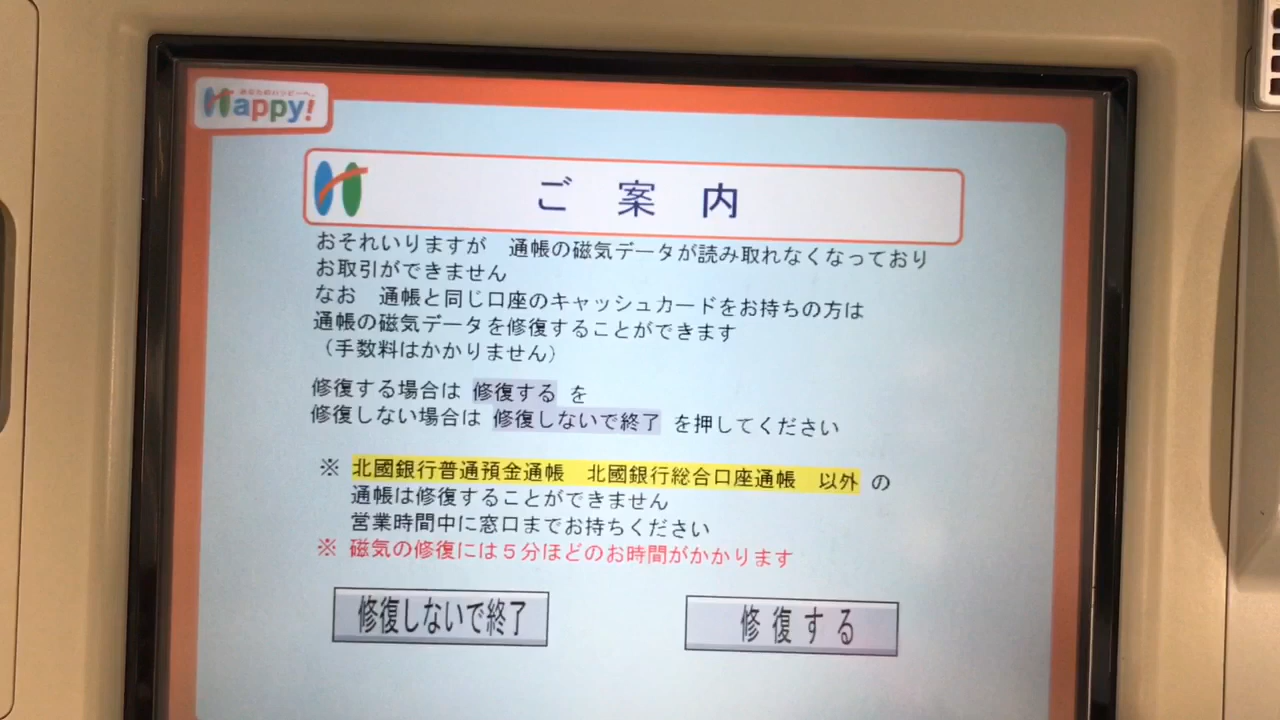 あなたのハッピーへ。
Happy!
ご案内
おそれいりますが　通帳の磁気データが読み取れなくなっており
お取引ができません
なお　通帳と同じ口座のキャッシュカードをお持ちの方は
通帳の磁気データを修復することができます
（手数料はかかりません）
修復する場合は 修復する を
修復しない場合は 修復しないで終了 を押してください
※ 北國銀行普通預金通帳　北國銀行総合口座通帳　以外 の
通帳は修復することができません
営業時間中に窓口までお持ちください
※ 磁気の修復には５分ほどのお時間がかかります
修復しないで終了
修復する